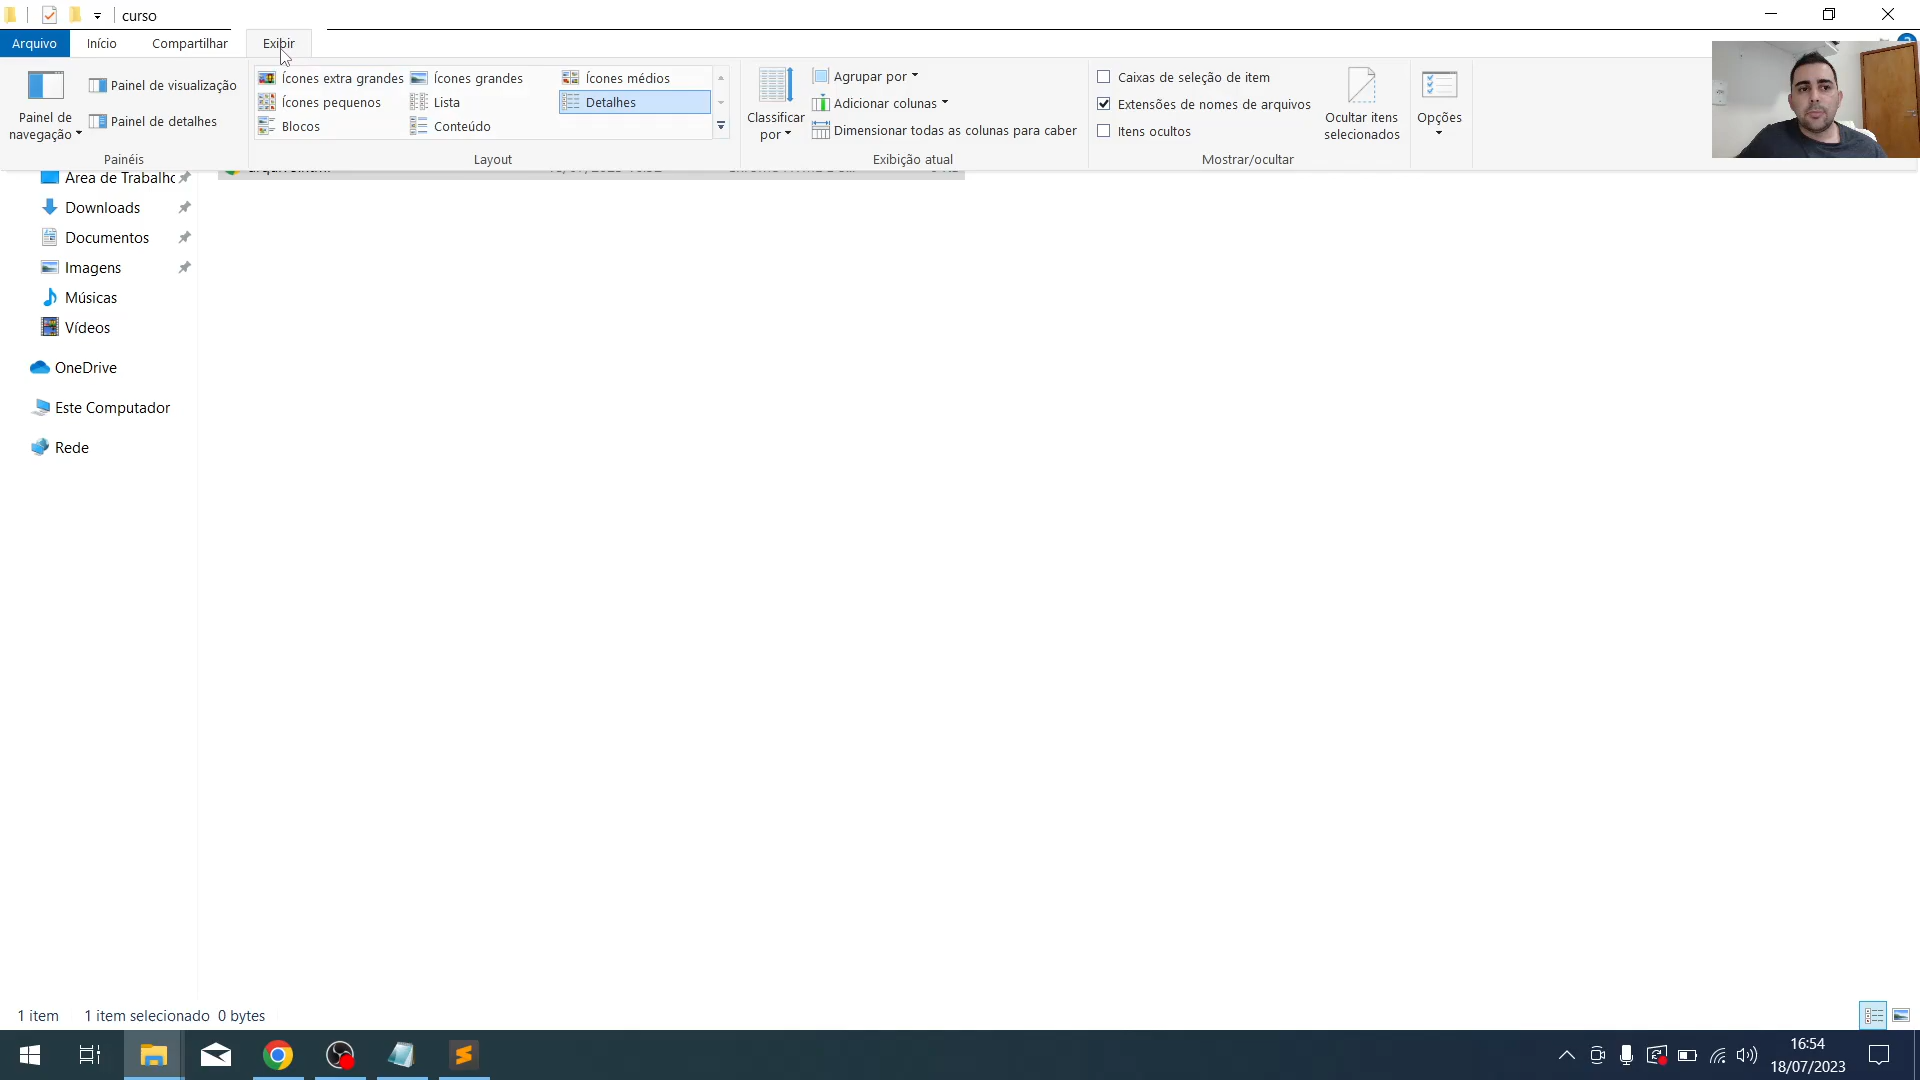 curso
Arquivo Início Compartilhar Exibir
Painel de navegação
Painel de visualização
Painel de detalhes
Painéis
Ícones extra grandes Ícones grandes Ícones médios
Ícones pequenos Lista Detalhes
Blocos Conteúdo
Layout
Classificar por
Agrupar por
Adicionar colunas
Dimensionar todas as colunas para caber
Exibição atual
Caixas de seleção de item
Extensões de nomes de arquivos
Itens ocultos
Mostrar/ocultar
Ocultar itens selecionados
Opções
Área de Trabalho
Downloads
Documentos
Imagens
Músicas
Vídeos
OneDrive
Este Computador
Rede
1 item 1 item selecionado 0 bytes
16:54
18/07/2023